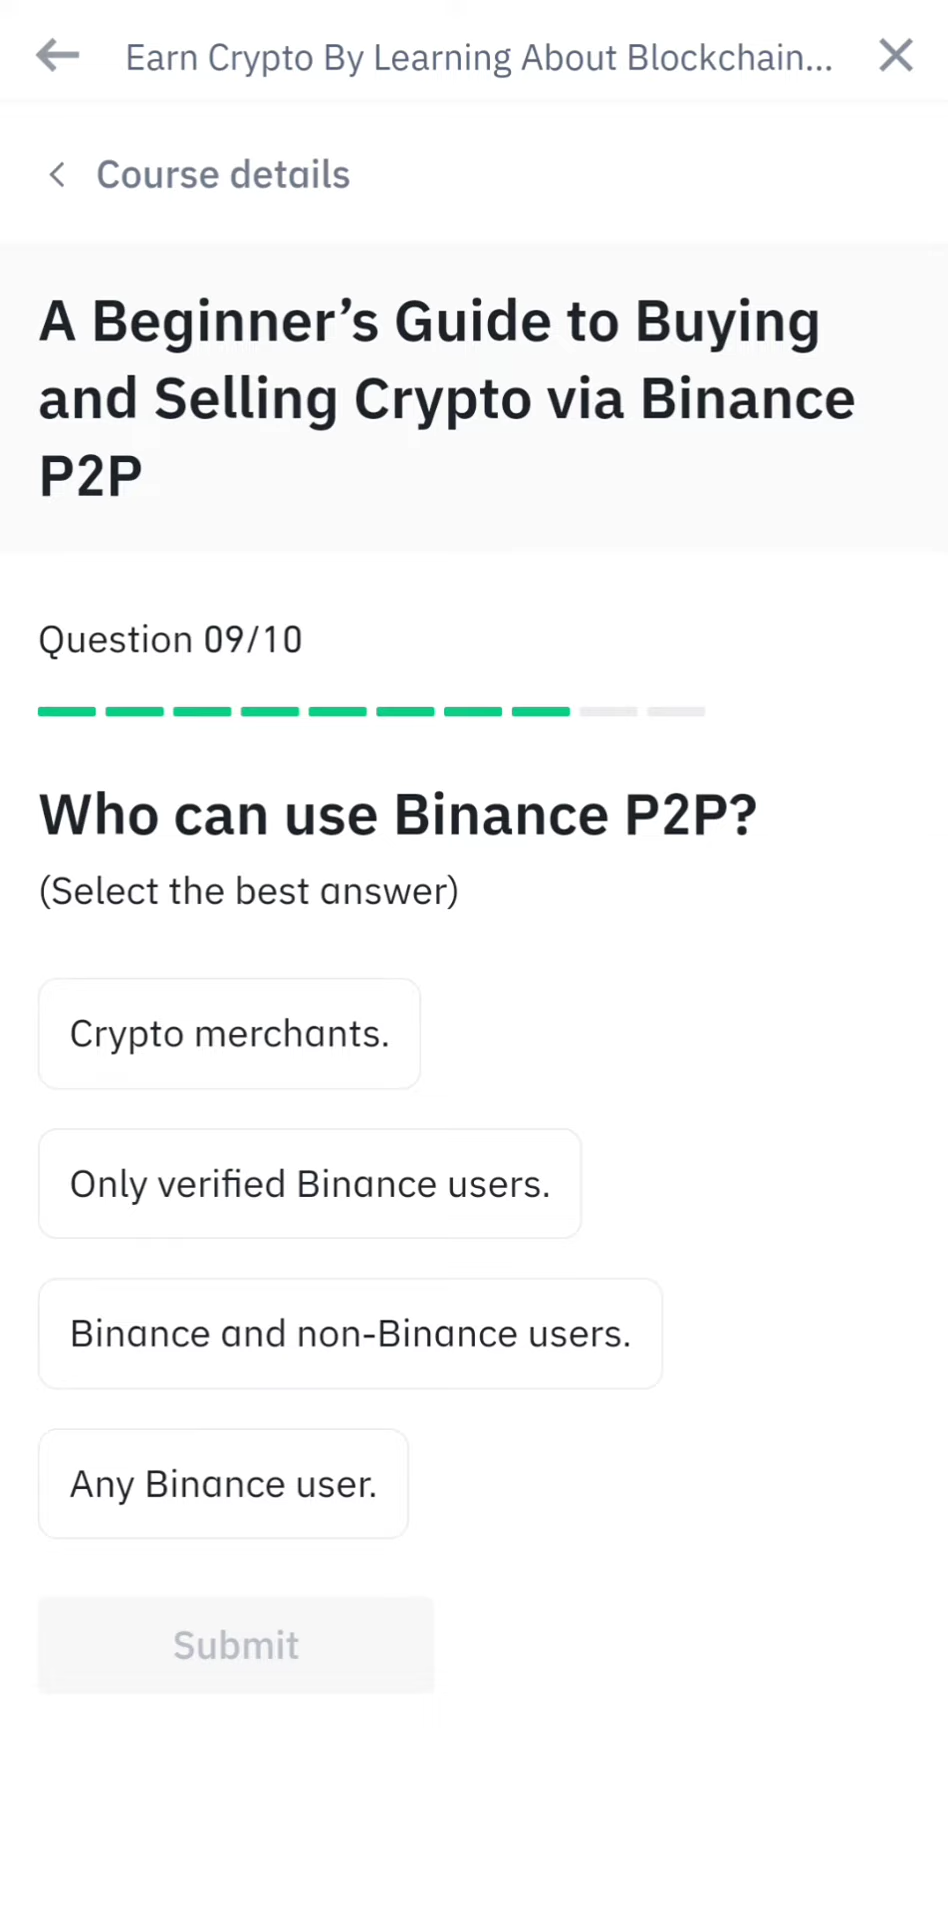 Earn Crypto By Learning About Blockchain...
Course details
A Beginner’s Guide to Buying
and Selling Crypto via Binance
P2P
Question 09/10
Who can use Binance P2P?
(Select the best answer)
Crypto merchants.
Only verified Binance users.
Binance and non-Binance users.
Any Binance user.
Submit